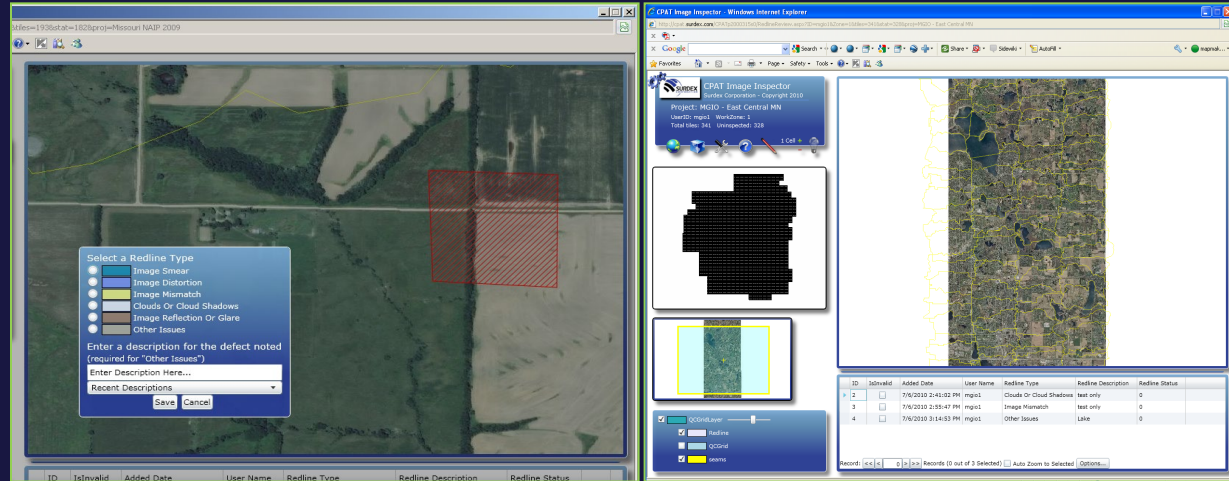 &tiles=193&stat=182&proj=Missouri NAIP 2009
Select a Redline Type
Image Smear
Image Distortion
Image Mismatch
Clouds Or Cloud Shadows
Image Reflection Or Glare
Other Issues
Enter a description for the defect noted
(required for "Other Issues")
Enter Description Here...
Recent Descriptions
Save Cancel
ID IsInvalid Added Date User Name Redline Type Redline Description Redline Status
CPAT Image Inspector - Windows Internet Explorer
Google Search Share Sidewiki AutoFill mapmak...
Favorites Page Safety Tools
SURDEX
CPAT Image Inspector
Surdex Corporation - Copyright 2010
Project: MGIO - East Central MN
UserID: mgio1 WorkZone: 1
Total tiles: 341 Uninspected: 328
1 Cell +
QCGridLayer
Redline
QCGrid
seams
ID IsInvalid Added Date User Name Redline Type Redline Description Redline Status
2 7/6/2010 2:41:02 PM mgio1 Clouds Or Cloud Shadows test only 0
3 7/6/2010 2:55:47 PM mgio1 Image Mismatch test only 0
4 7/6/2010 3:14:53 PM mgio1 Other Issues Lake 0
Record: << < 0 > >> Records (0 out of 3 Selected) Auto Zoom to Selected Options...